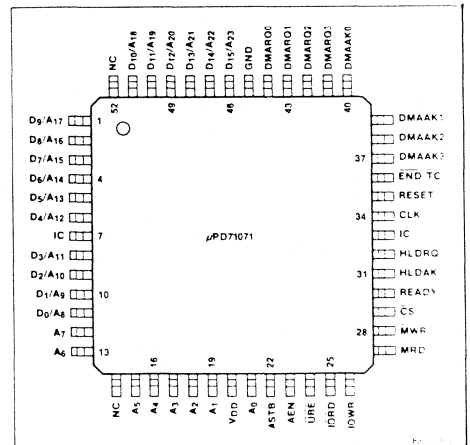 NC
D10/A18
D11/A19
D12/A20
D13/A21
D14/A22
D15/A23
GND
DMARQ0
DMARQ1
DMARQ2
DMARQ3
DMAAK0
52
49
46
43
40
D9/A17
D8/A16
D7/A15
D6/A14
D5/A13
D4/A12
IC
D3/A11
D2/A10
D1/A9
D0/A8
A7
A6
1
4
7
10
13
µPD71071
37
34
31
28
DMAAK1
DMAAK2
DMAAK3
END TC
RESET
CLK
IC
HLDRQ
HLDAK
READY
CS
MWR
MRD
16
19
22
25
NC
A5
A4
A3
A2
A1
VDD
A0
ASTB
AEN
UBE
IORD
IOWR